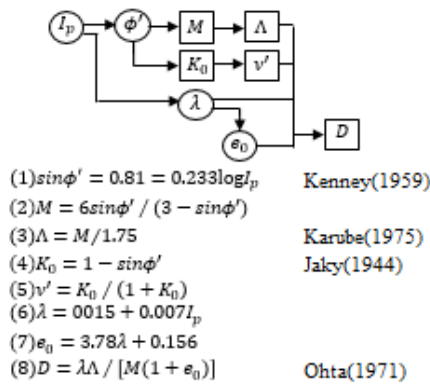 I_p
ϕ′
M
Λ
K_0
ν′
λ
e_0
D
(1)sinϕ′ = 0.81 = 0.233logI_p Kenney(1959)
(2)M = 6sinϕ′ / (3 − sinϕ′)
(3)Λ = M/1.75 Karube(1975)
(4)K_0 = 1 − sinϕ′ Jaky(1944)
(5)ν′ = K_0 / (1 + K_0)
(6)λ = 0015 + 0.007I_p
(7)e_0 = 3.78λ + 0.156
(8)D = λΛ / [M(1 + e_0)] Ohta(1971)